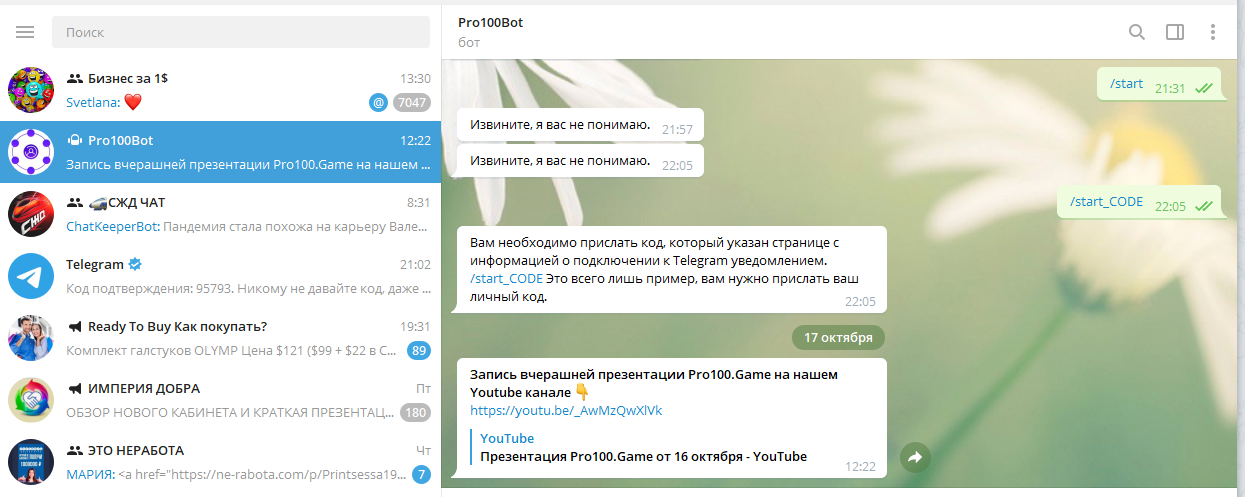 Поиск
Бизнес за 1$ 13:30
Svetlana: ❤️ @ 7047
Pro100Bot 12:22
Запись вчерашней презентации Pro100.Game на нашем ...
СЖД ЧАТ 8:31
ChatKeeperBot: Пандемия стала похожа на карьеру Вале...
Telegram 21:02
Код подтверждения: 95793. Никому не давайте код, даже ...
Ready To Buy Как покупать? 19:31
Комплект галстуков OLYMP Цена $121 ($99 + $22 в С... 89
ИМПЕРИЯ ДОБРА Пт
ОБЗОР НОВОГО КАБИНЕТА И КРАТКАЯ ПРЕЗЕНТАЦ... 180
ЭТО НЕРАБОТА Чт
МАРИЯ: <a href="https://ne-rabota.com/p/Printsessa19... 7
Pro100Bot
бот
/start 21:31
Извините, я вас не понимаю. 21:57
Извините, я вас не понимаю. 22:05
/start_CODE 22:05
Вам необходимо прислать код, который указан странице с
информацией о подключении к Telegram уведомлением.
/start_CODE Это всего лишь пример, вам нужно прислать ваш
личный код. 22:05
17 октября
Запись вчерашней презентации Pro100.Game на нашем
Youtube канале 👇
https://youtu.be/_AwMzQwXlVk
YouTube
Презентация Pro100.Game от 16 октября - YouTube
12:22